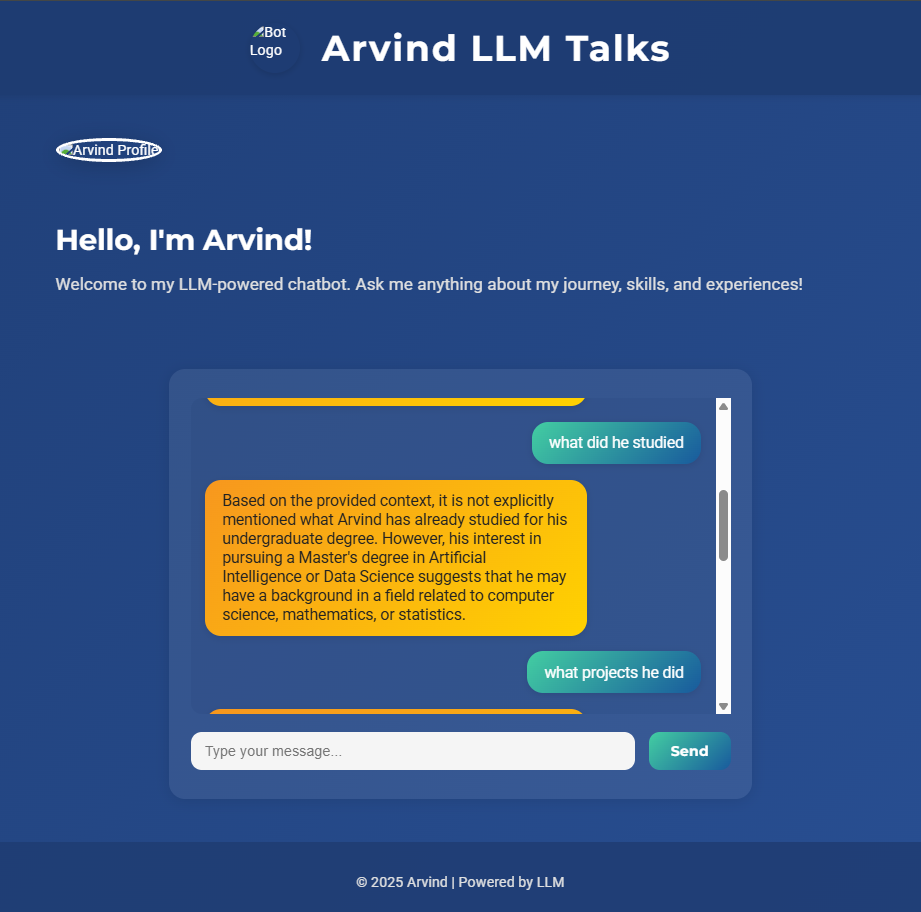 Bot
Logo
Arvind LLM Talks
Arvind Profile
Hello, I'm Arvind!
Welcome to my LLM-powered chatbot. Ask me anything about my journey, skills, and experiences!
what did he studied
Based on the provided context, it is not explicitly
mentioned what Arvind has already studied for his
undergraduate degree. However, his interest in
pursuing a Master's degree in Artificial
Intelligence or Data Science suggests that he may
have a background in a field related to computer
science, mathematics, or statistics.
what projects he did
Type your message...
Send
© 2025 Arvind | Powered by LLM